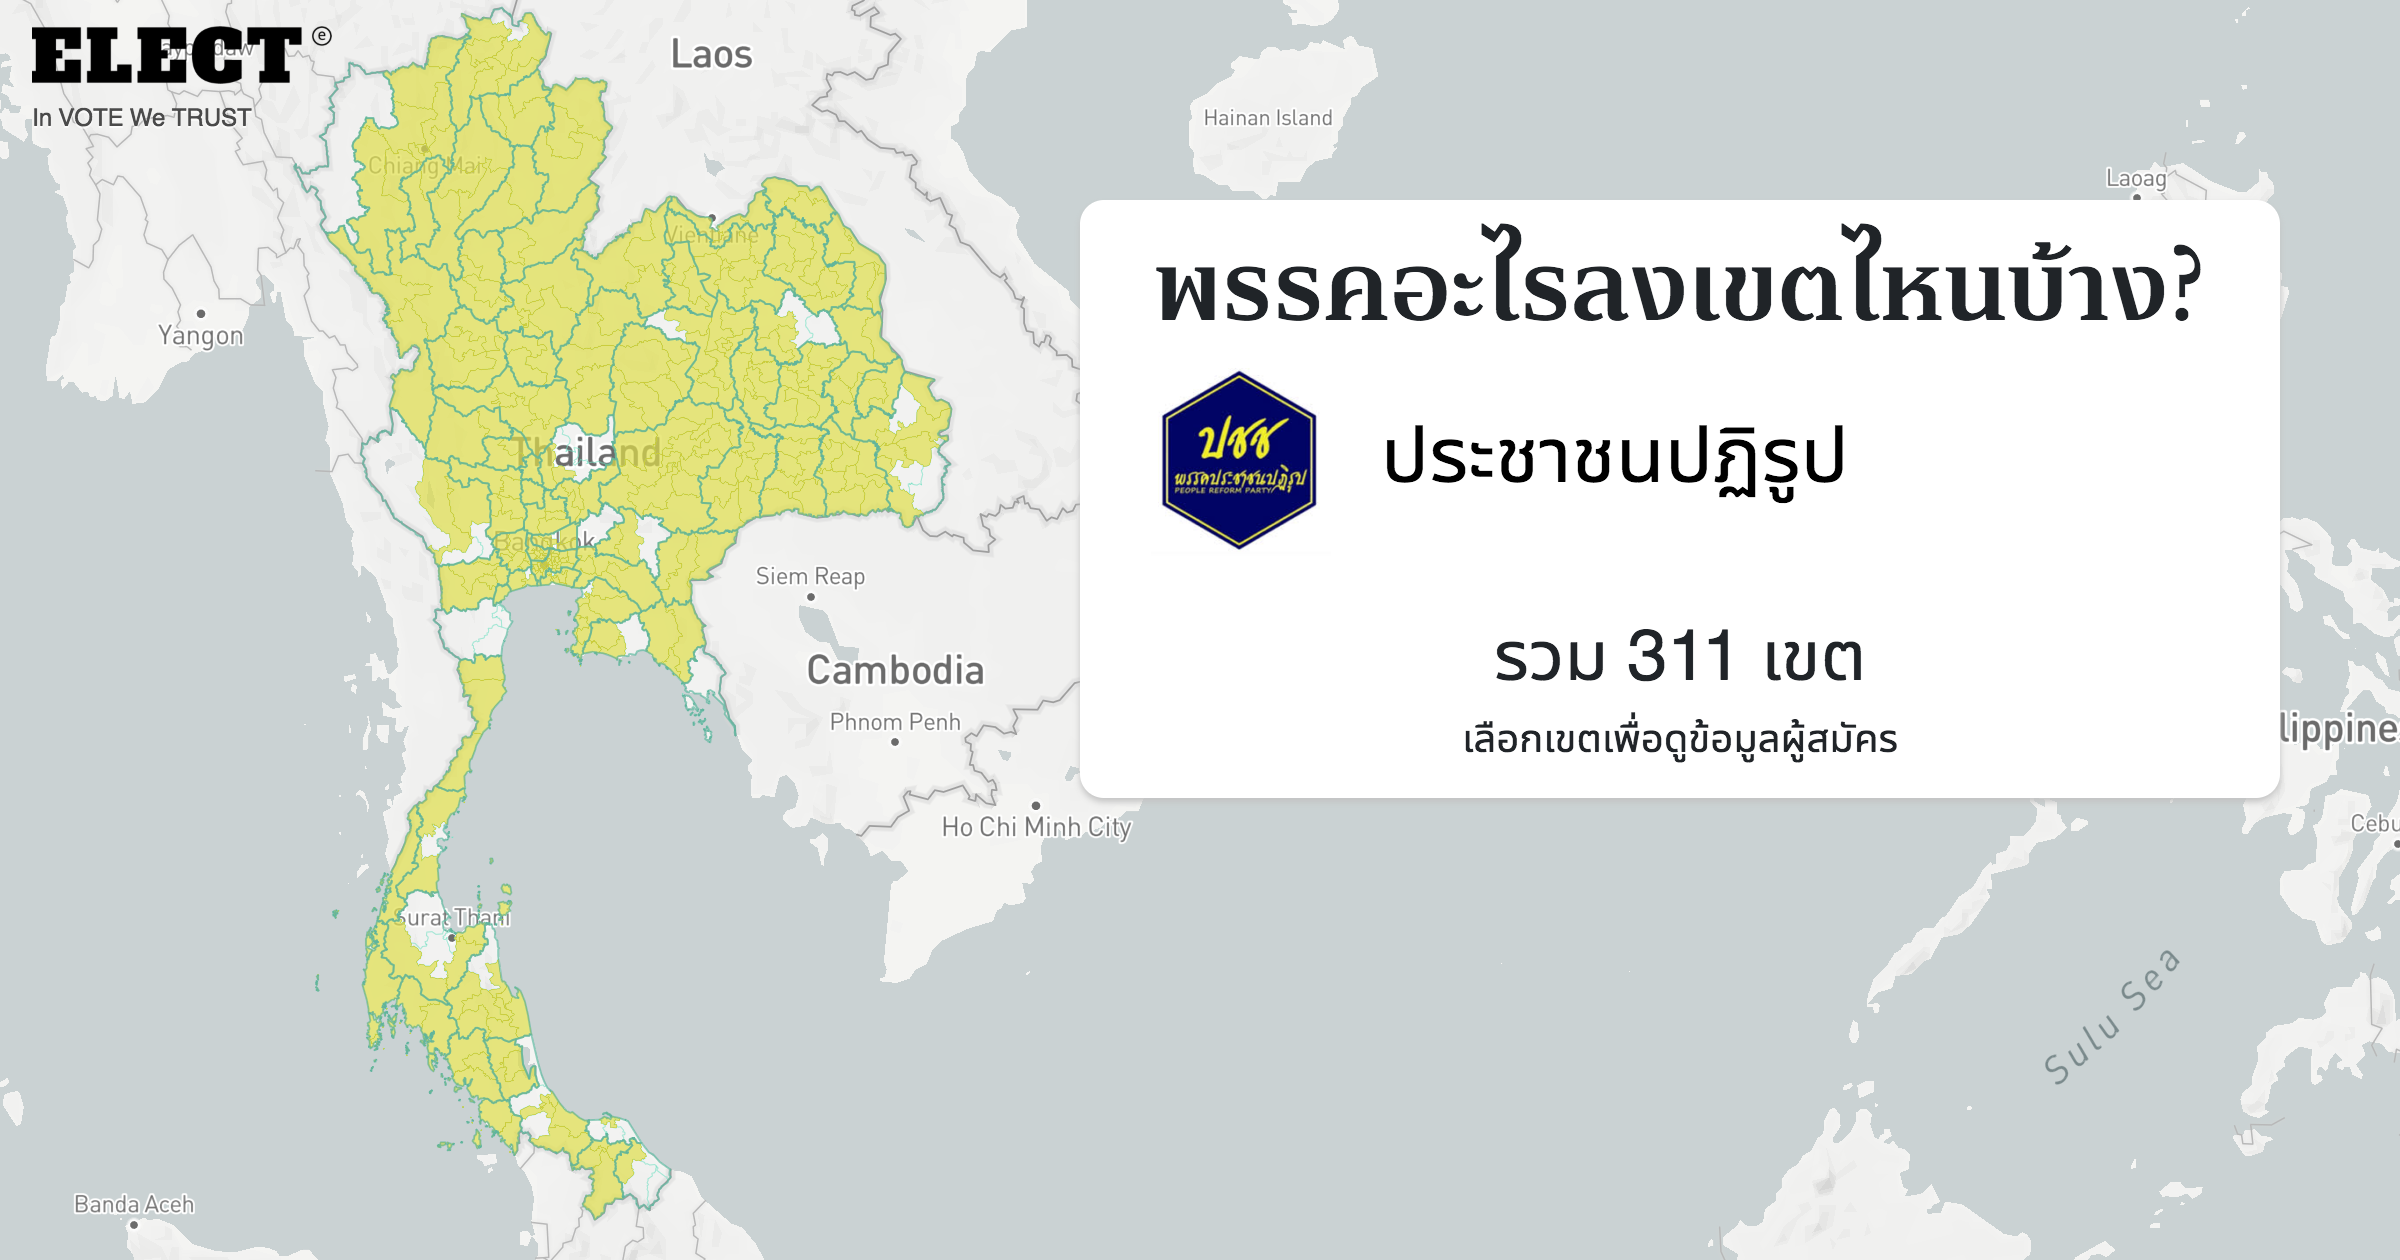 ELECT ⓔ
In VOTE We TRUST
Laos
Hainan Island
Laoag
Chiang Mai
Vientiane
Yangon
พรรคอะไรลงเขตไหนบ้าง?
ปชช
พรรคประชาชนปฏิรูป
PEOPLE REFORM PARTY
ประชาชนปฏิรูป
รวม 311 เขต
เลือกเขตเพื่อดูข้อมูลผู้สมัคร
Thailand
Bangkok
Siem Reap
Cambodia
Phnom Penh
Ho Chi Minh City
lippine
Cebu
Surat Thani
Sulu Sea
Banda Aceh